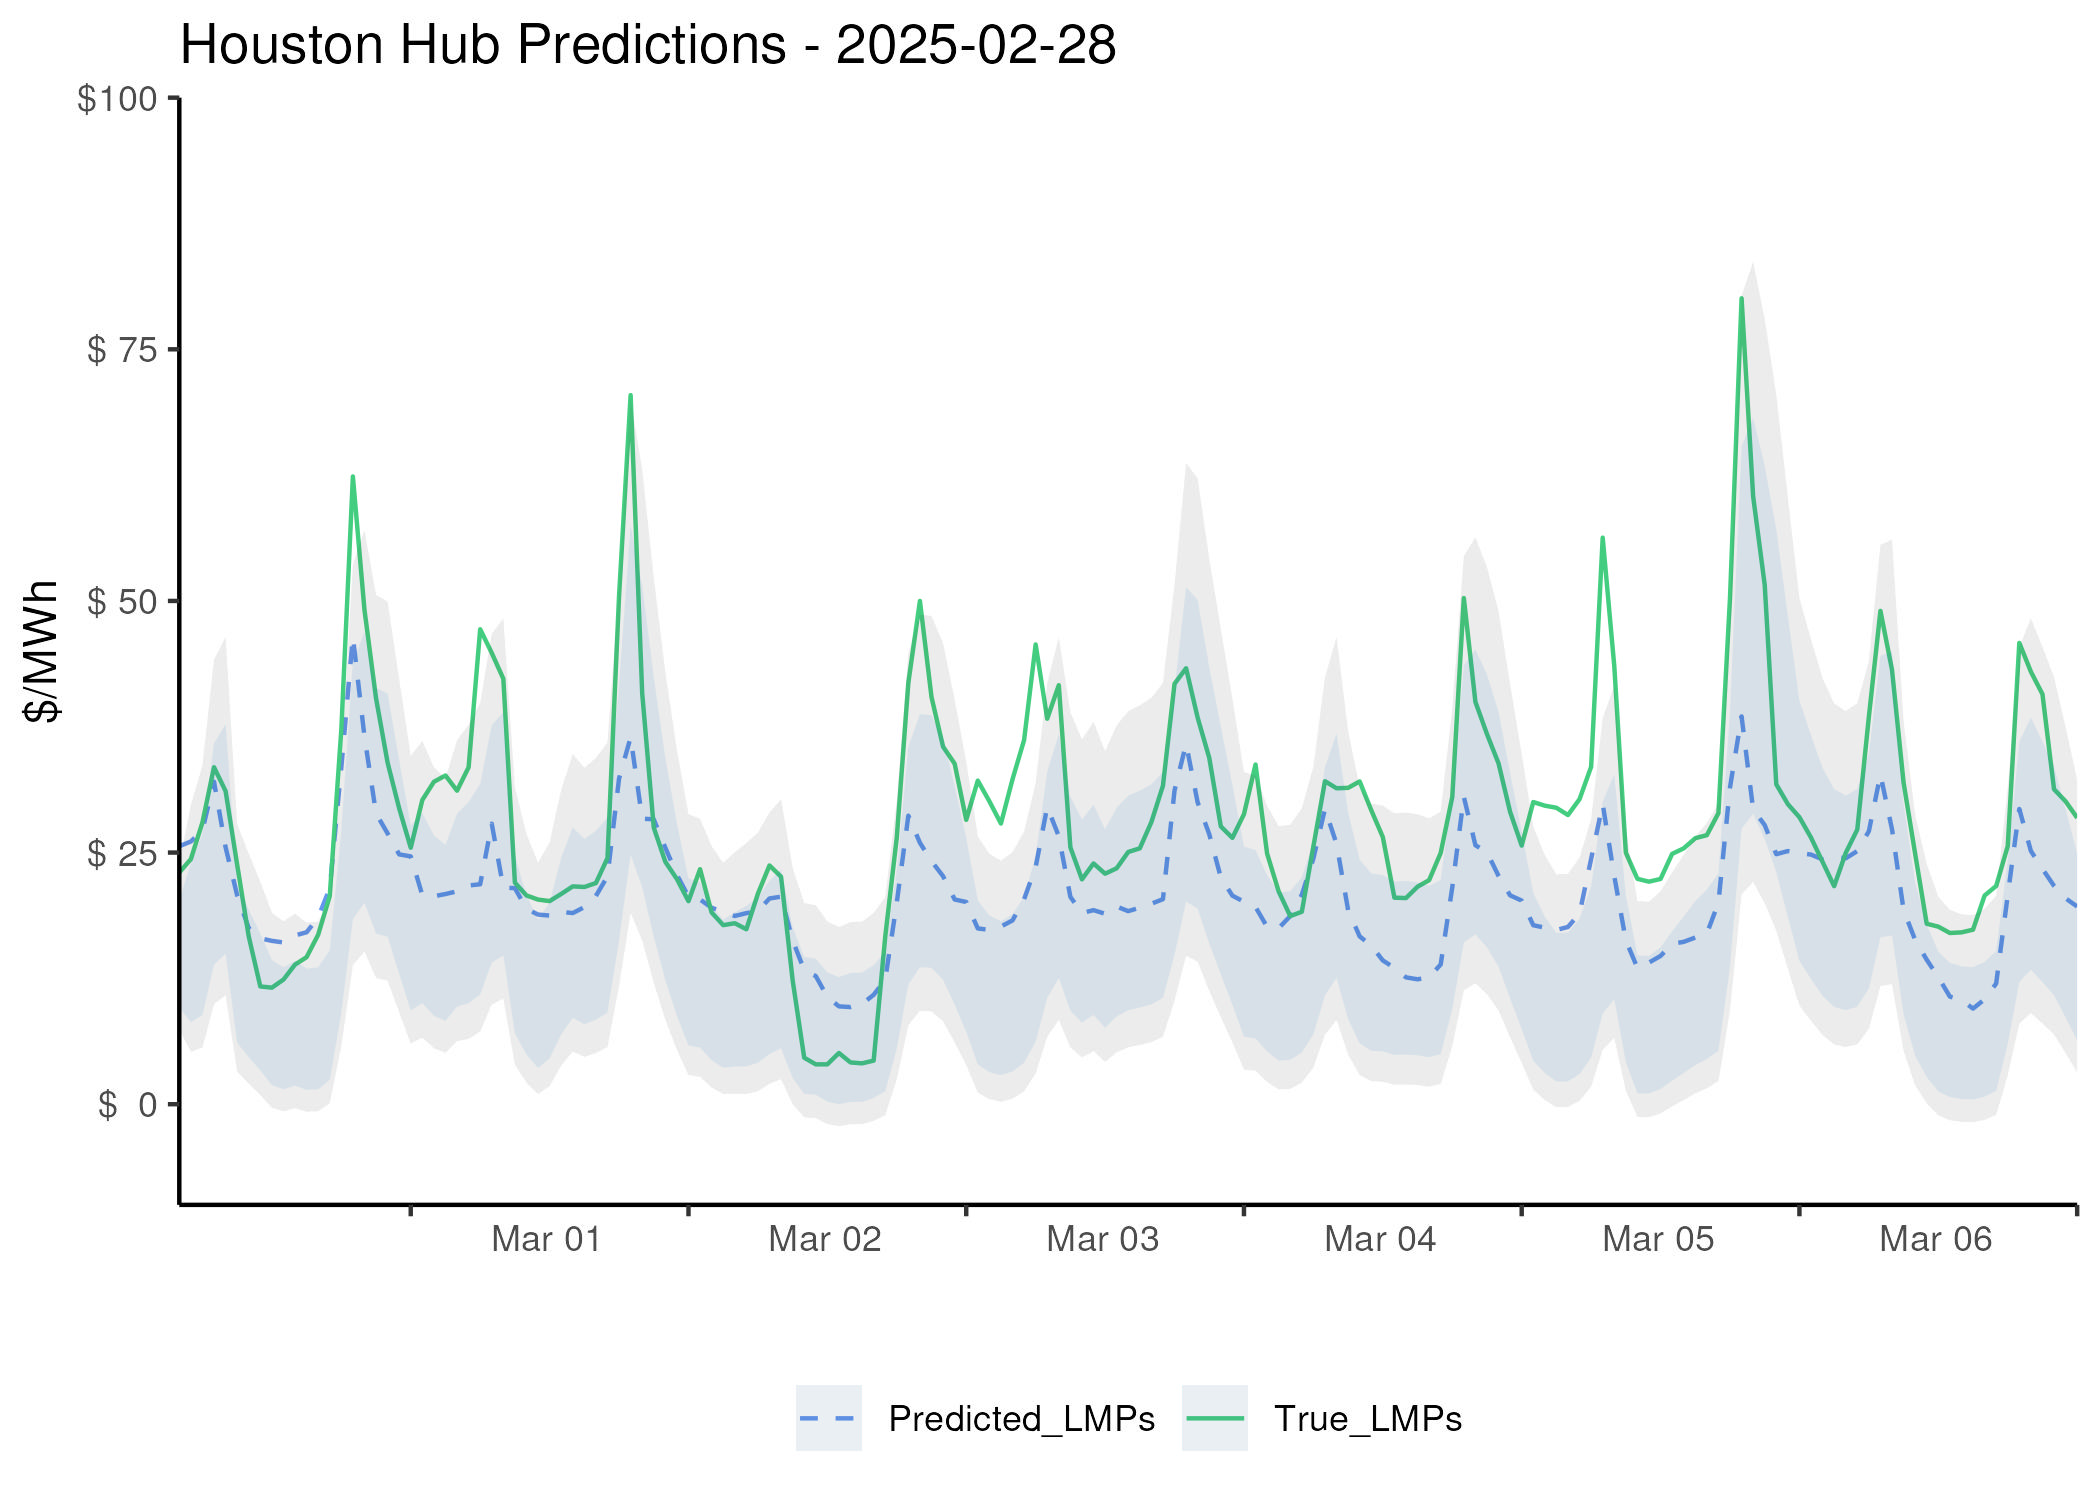 Houston Hub Predictions - 2025-02-28
$100
$ 75
$ 50
$ 25
$  0
$/MWh
Mar 01 Mar 02 Mar 03 Mar 04 Mar 05 Mar 06
Predicted_LMPs True_LMPs